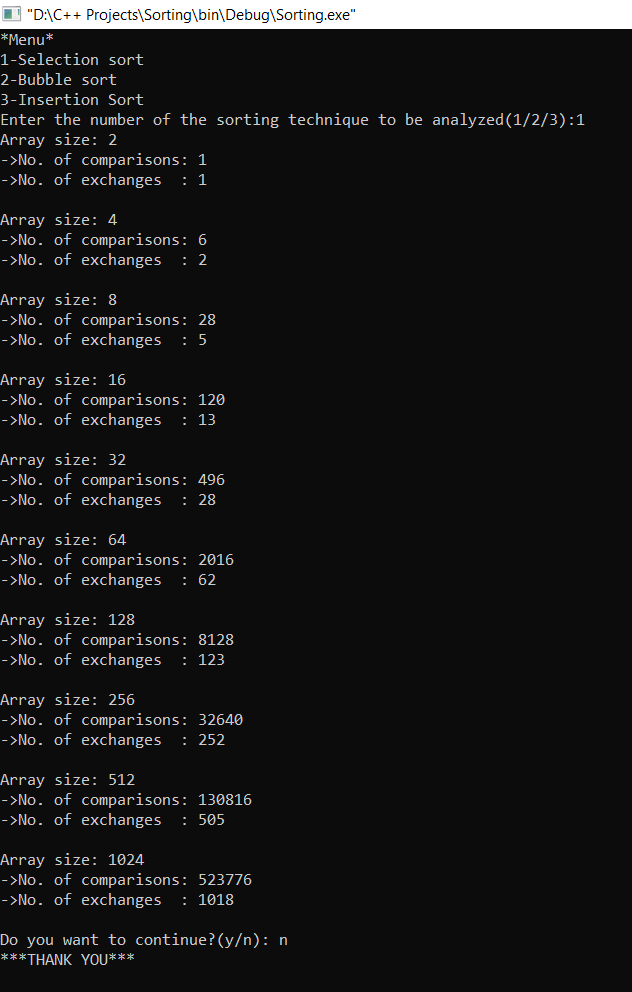 "D:\C++ Projects\Sorting\bin\Debug\Sorting.exe"
*Menu*
1-Selection sort
2-Bubble sort
3-Insertion Sort
Enter the number of the sorting technique to be analyzed(1/2/3):1
Array size: 2
->No. of comparisons: 1
->No. of exchanges  : 1

Array size: 4
->No. of comparisons: 6
->No. of exchanges  : 2

Array size: 8
->No. of comparisons: 28
->No. of exchanges  : 5

Array size: 16
->No. of comparisons: 120
->No. of exchanges  : 13

Array size: 32
->No. of comparisons: 496
->No. of exchanges  : 28

Array size: 64
->No. of comparisons: 2016
->No. of exchanges  : 62

Array size: 128
->No. of comparisons: 8128
->No. of exchanges  : 123

Array size: 256
->No. of comparisons: 32640
->No. of exchanges  : 252

Array size: 512
->No. of comparisons: 130816
->No. of exchanges  : 505

Array size: 1024
->No. of comparisons: 523776
->No. of exchanges  : 1018

Do you want to continue?(y/n): n
***THANK YOU***